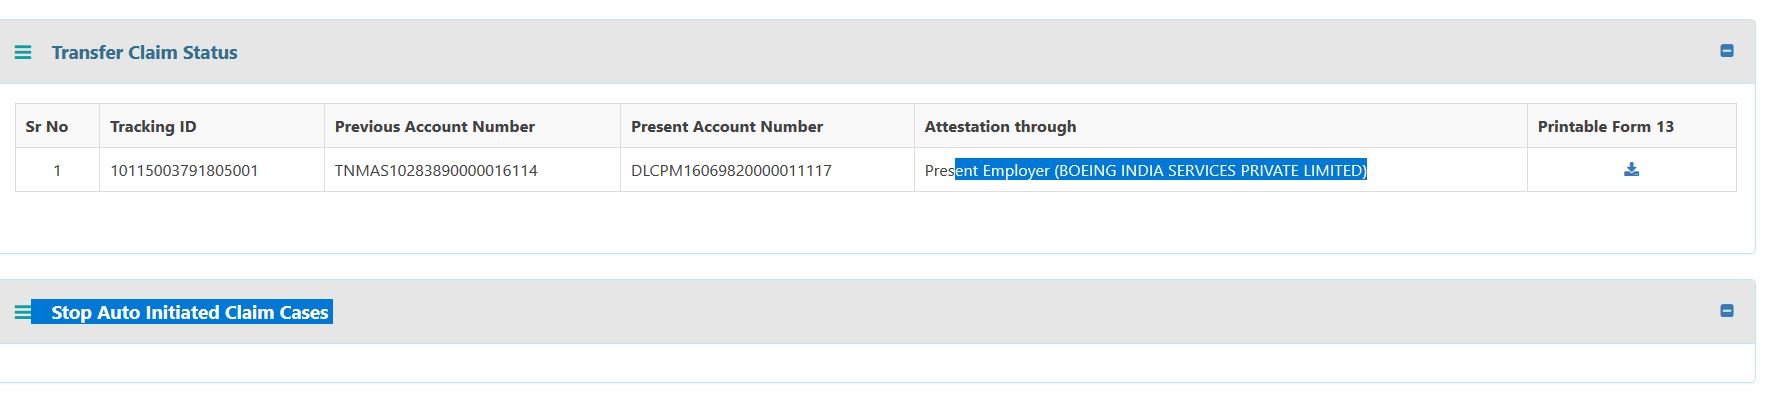 Transfer Claim Status
Sr No Tracking ID Previous Account Number Present Account Number Attestation through Printable Form 13
1 10115003791805001 TNMAS10283890000016114 DLCPM16069820000011117 Present Employer (BOEING INDIA SERVICES PRIVATE LIMITED)
Stop Auto Initiated Claim Cases